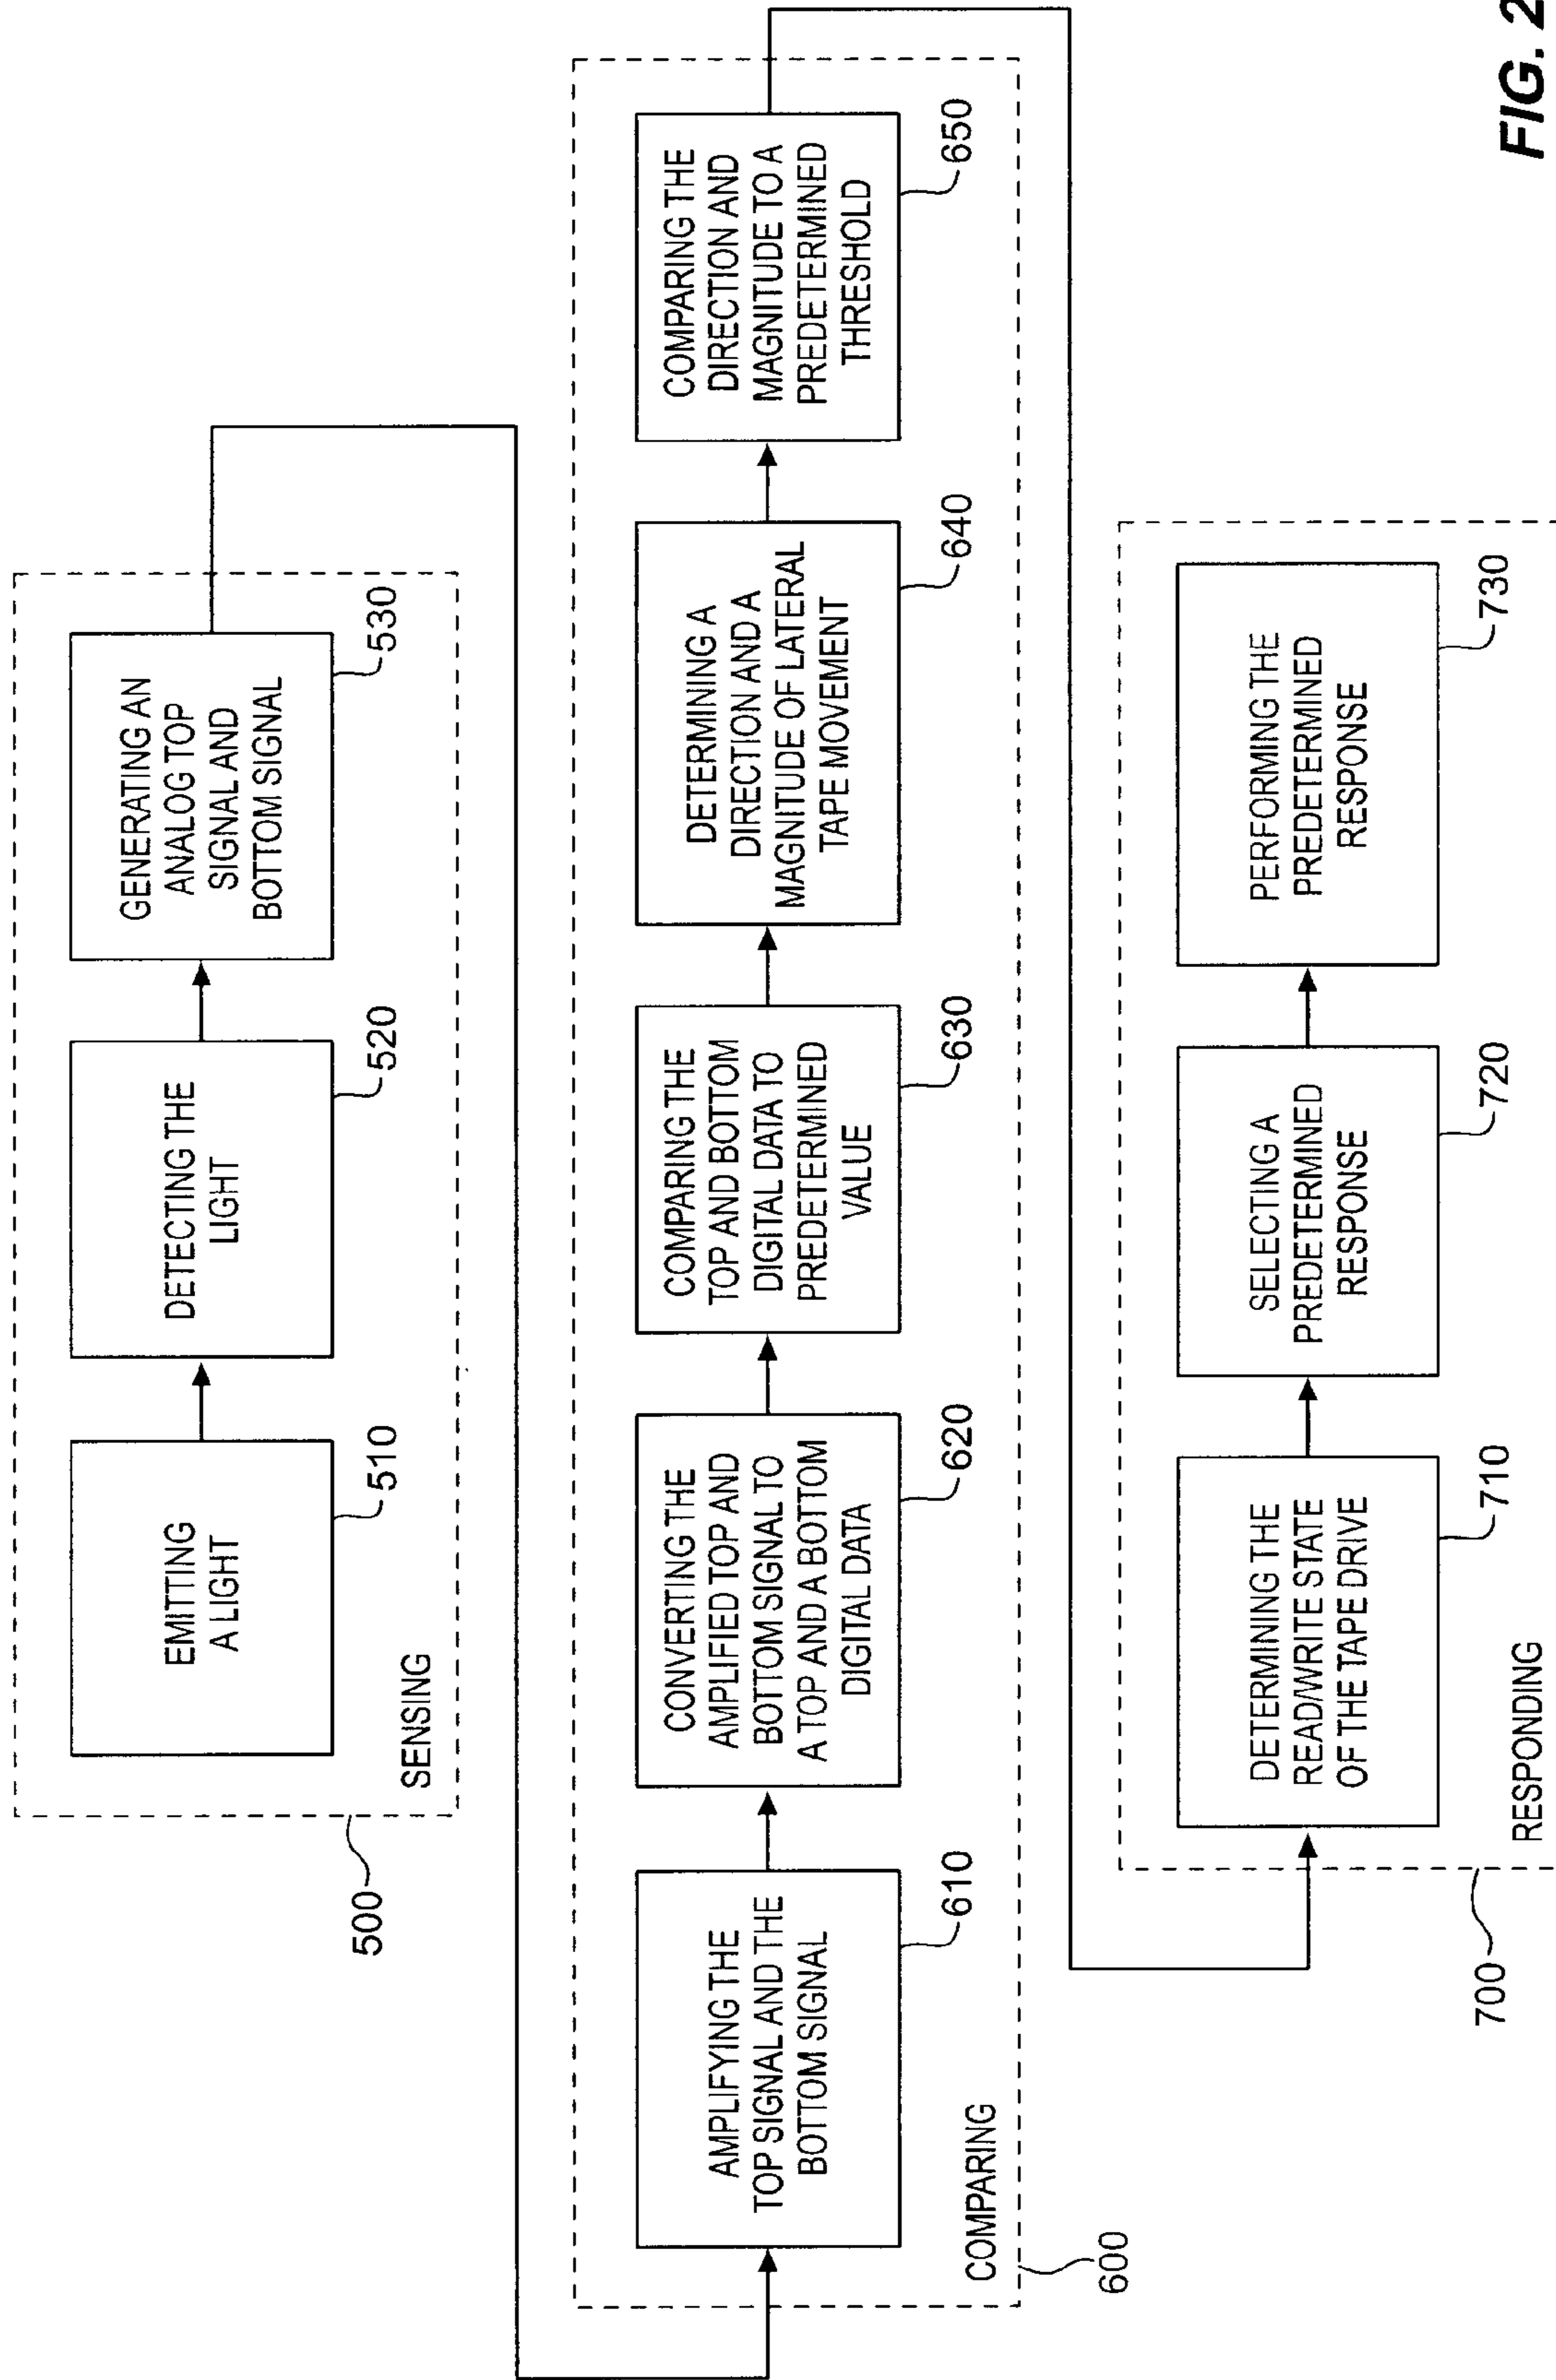 EMITTING
A LIGHT
510
DETECTING THE
LIGHT
520
GENERATING AN
ANALOG TOP
SIGNAL AND
BOTTOM SIGNAL
530
SENSING
500
AMPLIFYING THE
TOP SIGNAL AND THE
BOTTOM SIGNAL
610
CONVERTING THE
AMPLIFIED TOP AND
BOTTOM SIGNAL TO
A TOP AND A BOTTOM
DIGITAL DATA
620
COMPARING THE
TOP AND BOTTOM
DIGITAL DATA TO
PREDETERMINED
VALUE
630
DETERMINING A
DIRECTION AND A
MAGNITUDE OF LATERAL
TAPE MOVEMENT
640
COMPARING THE
DIRECTION AND
MAGNITUDE TO A
PREDETERMINED
THRESHOLD
650
COMPARING
600
DETERMINING THE
READ/WRITE STATE
OF THE TAPE DRIVE
710
SELECTING A
PREDETERMINED
RESPONSE
720
PERFORMING THE
PREDETERMINED
RESPONSE
730
RESPONDING
700
FIG. 2